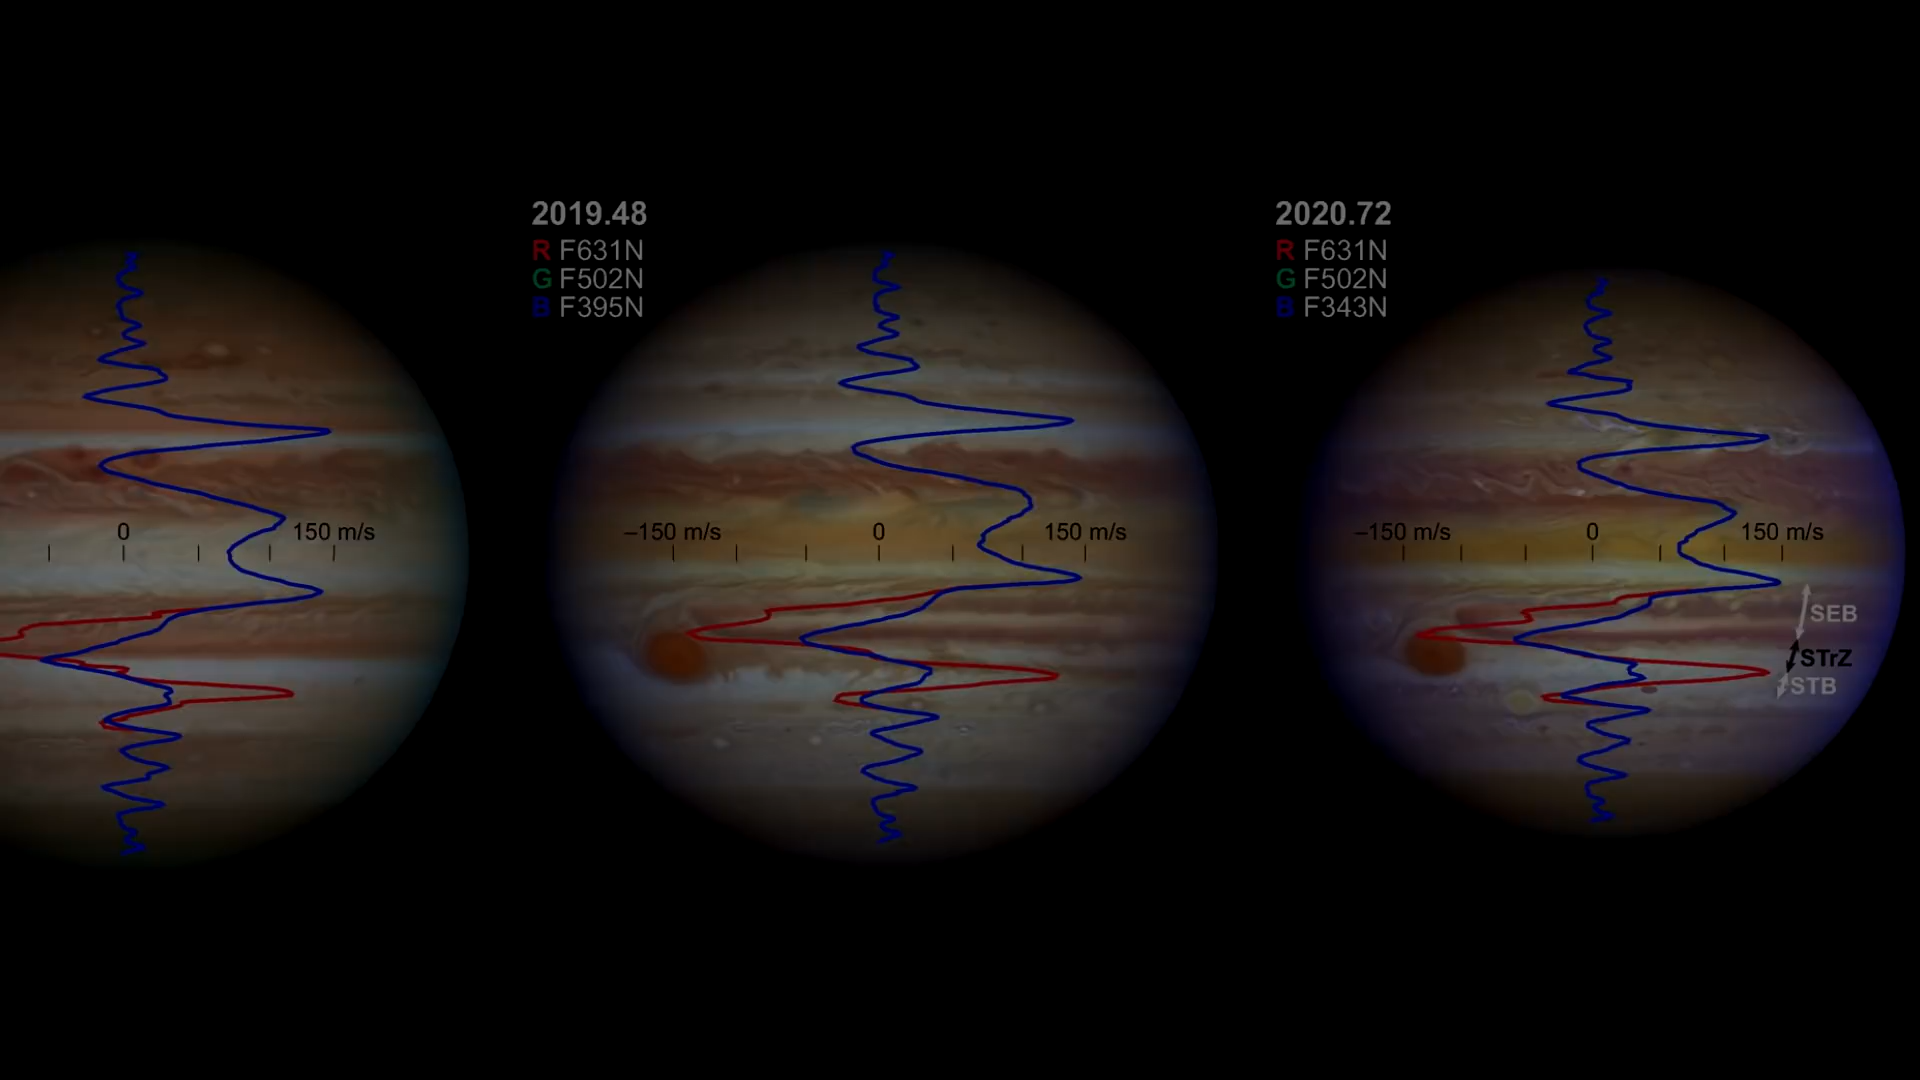 2019.48
R F631N
G F502N
B F395N
2020.72
R F631N
G F502N
B F343N
0 150 m/s
–150 m/s 0 150 m/s
–150 m/s 0 150 m/s
SEB
STrZ
STB